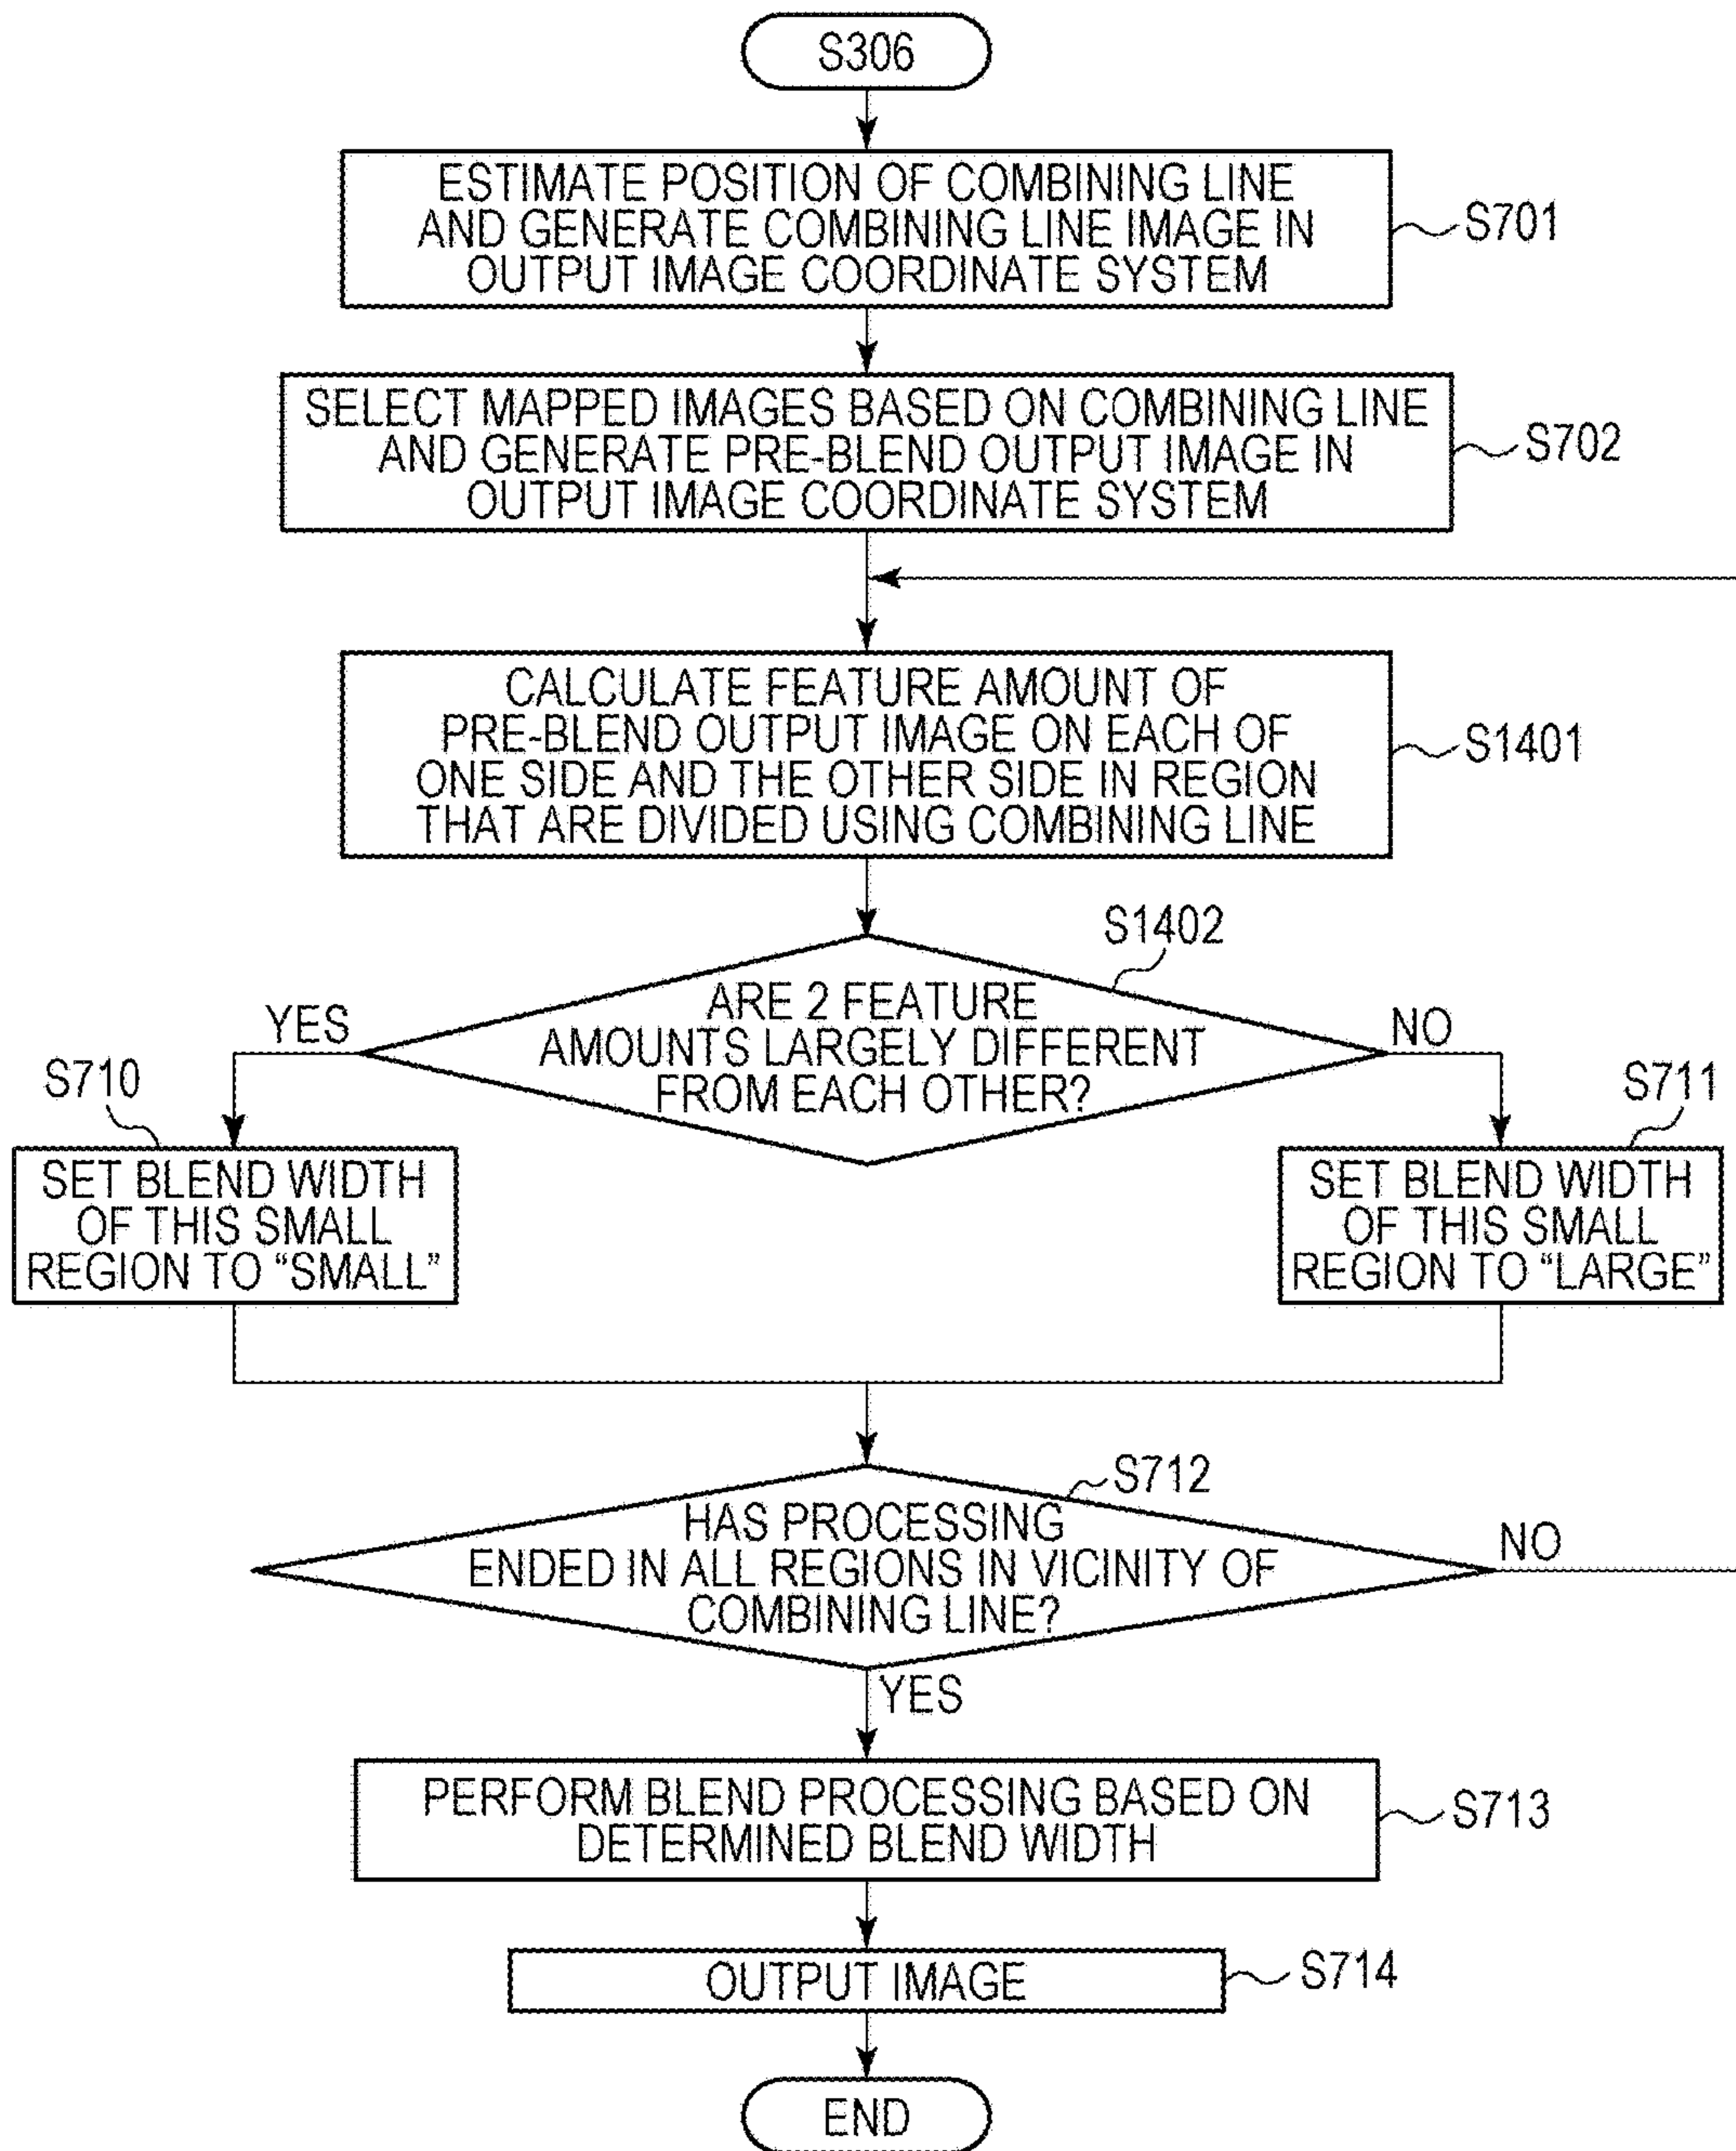 S306
ESTIMATE POSITION OF COMBINING LINE
AND GENERATE COMBINING LINE IMAGE IN
OUTPUT IMAGE COORDINATE SYSTEM
S701
SELECT MAPPED IMAGES BASED ON COMBINING LINE
AND GENERATE PRE-BLEND OUTPUT IMAGE IN
OUTPUT IMAGE COORDINATE SYSTEM
S702
CALCULATE FEATURE AMOUNT OF
PRE-BLEND OUTPUT IMAGE ON EACH OF
ONE SIDE AND THE OTHER SIDE IN REGION
THAT ARE DIVIDED USING COMBINING LINE
S1401
S1402
ARE 2 FEATURE
AMOUNTS LARGELY DIFFERENT
FROM EACH OTHER?
YES
NO
S710
SET BLEND WIDTH
OF THIS SMALL
REGION TO “SMALL”
S711
SET BLEND WIDTH
OF THIS SMALL
REGION TO “LARGE”
S712
HAS PROCESSING
ENDED IN ALL REGIONS IN VICINITY OF
COMBINING LINE?
NO
YES
PERFORM BLEND PROCESSING BASED ON
DETERMINED BLEND WIDTH
S713
OUTPUT IMAGE
S714
END